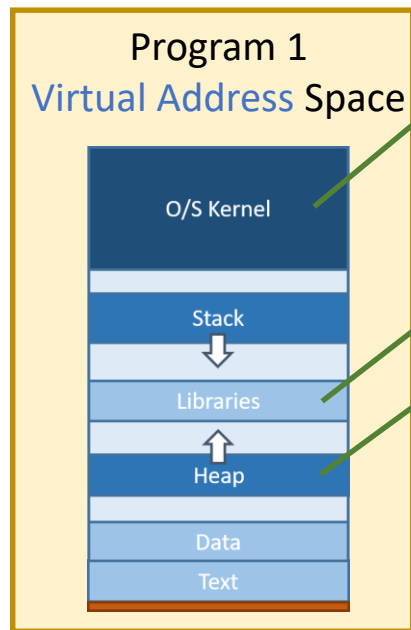 Program 1
Virtual Address Space
O/S Kernel
Stack
Libraries
Heap
Data
Text